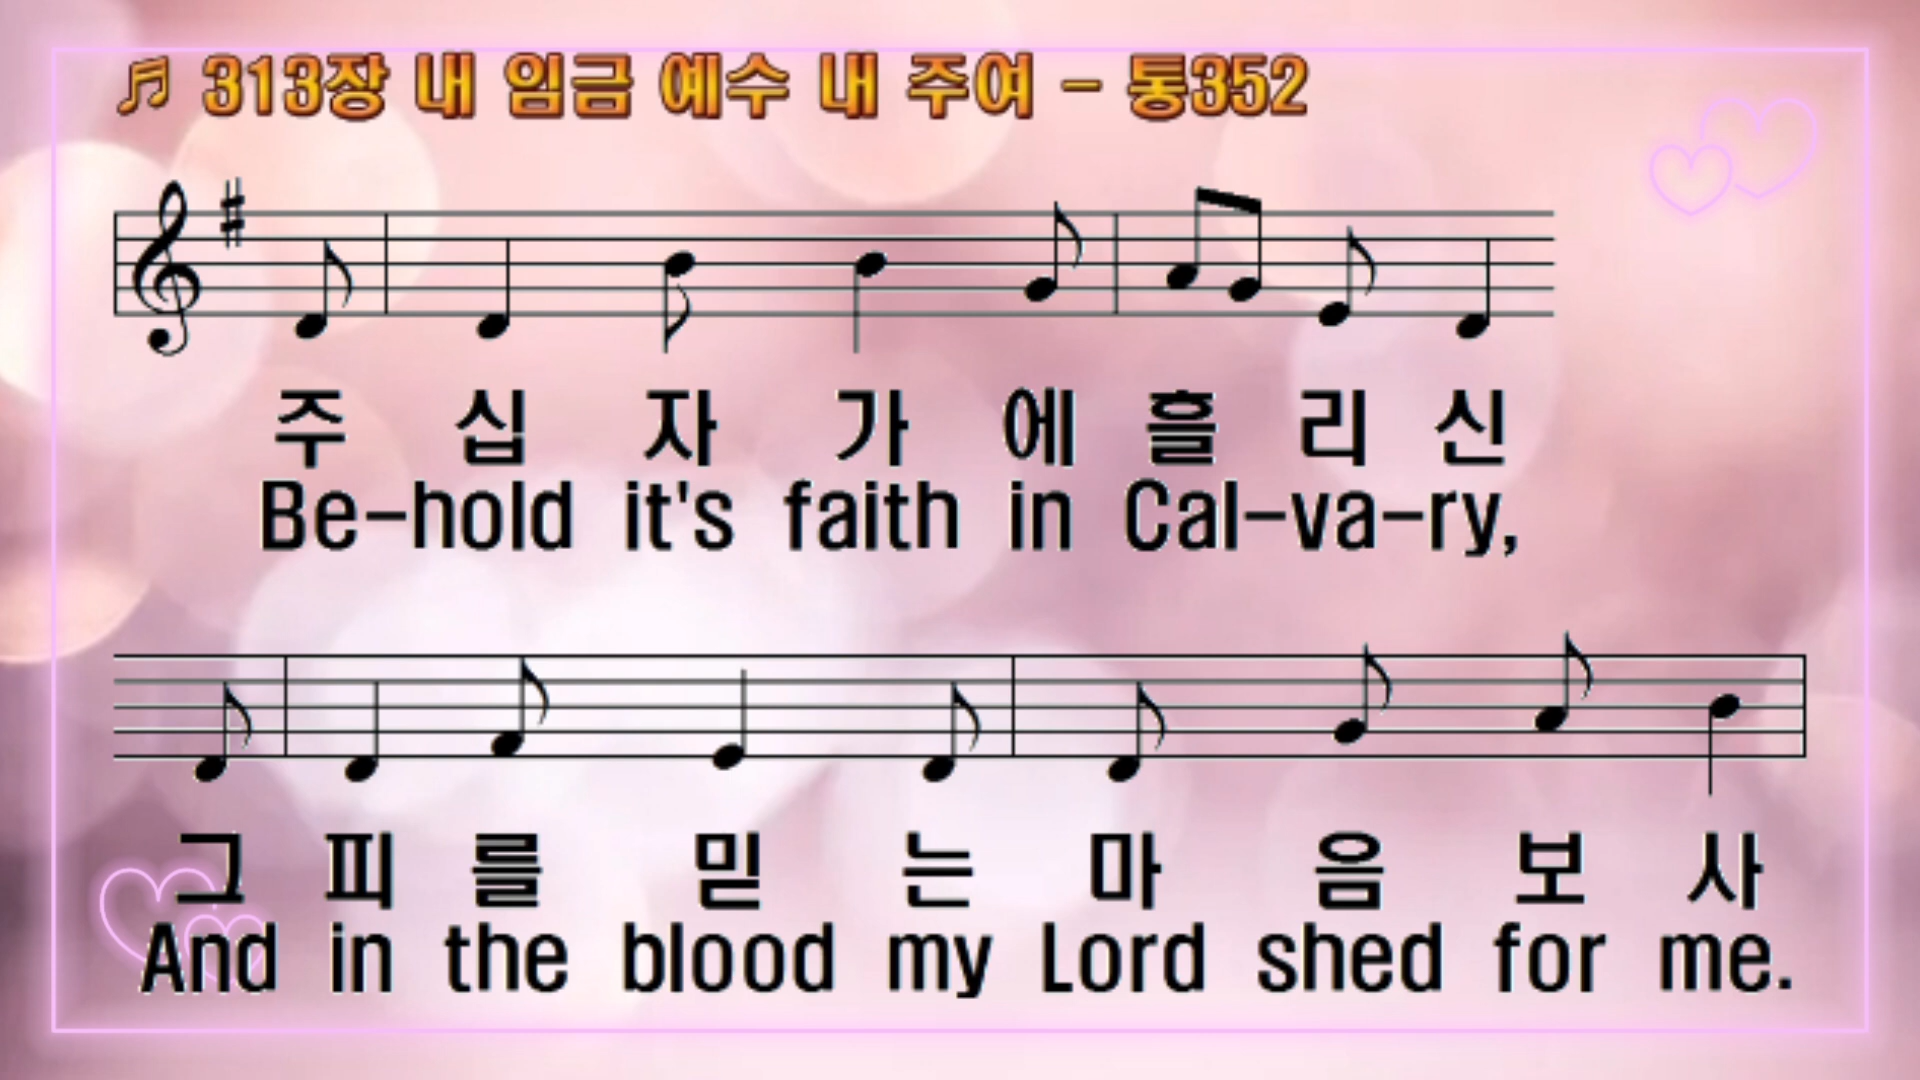 ♬ 313장 내 임금 예수 내 주여 - 통352
주 십 자 가 에 흘 리 신
Be-hold it's faith in Cal-va-ry,
그 피 를 믿 는 마 음 보 사
And in the blood my Lord shed for me.